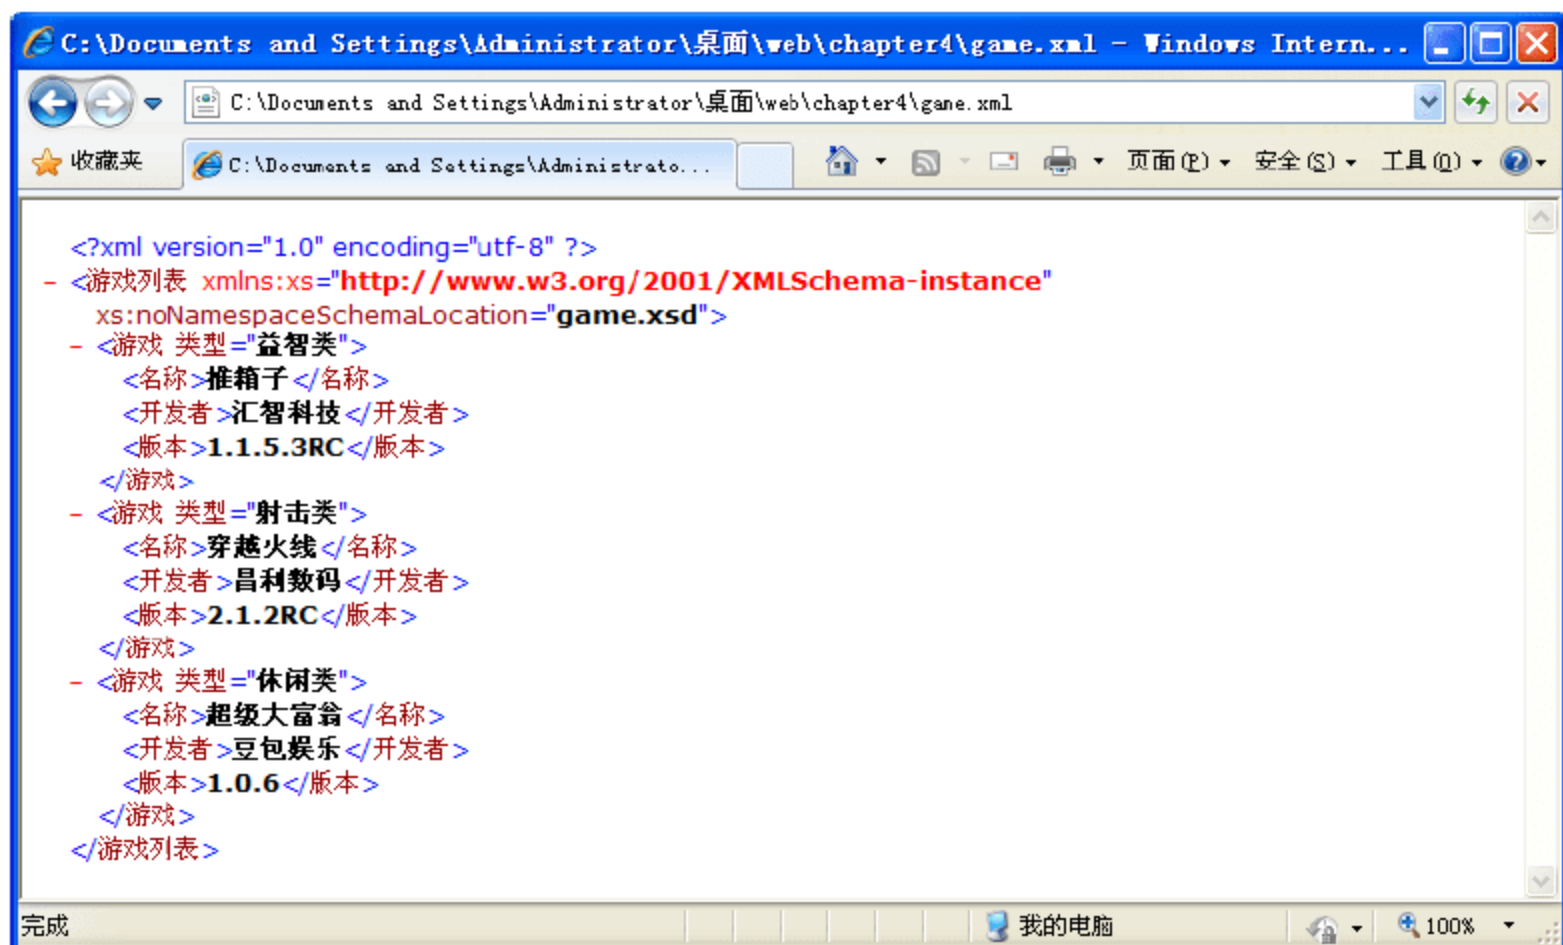 C:\Documents and Settings\Administrator\桌面\web\chapter4\game.xml - Windows Intern...
C:\Documents and Settings\Administrator\桌面\web\chapter4\game.xml
收藏夹 C:\Documents and Settings\Administrato... 页面(P) 安全(S) 工具(O)
<?xml version="1.0" encoding="utf-8" ?>
- <游戏列表 xmlns:xs="http://www.w3.org/2001/XMLSchema-instance"
xs:noNamespaceSchemaLocation="game.xsd">
- <游戏 类型="益智类">
<名称>推箱子</名称>
<开发者>汇智科技</开发者>
<版本>1.1.5.3RC</版本>
</游戏>
- <游戏 类型="射击类">
<名称>穿越火线</名称>
<开发者>昌利数码</开发者>
<版本>2.1.2RC</版本>
</游戏>
- <游戏 类型="休闲类">
<名称>超级大富翁</名称>
<开发者>豆包娱乐</开发者>
<版本>1.0.6</版本>
</游戏>
</游戏列表>
完成 我的电脑 100%